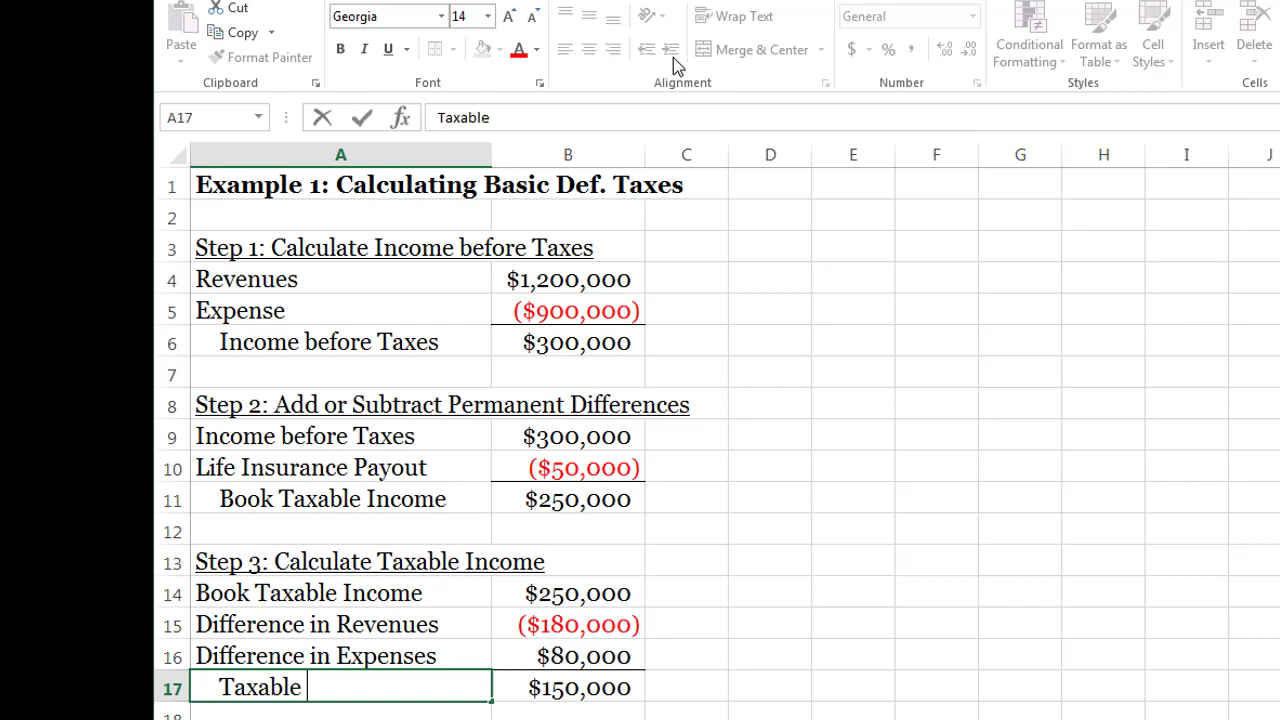 Cut
Georgia 14 A A
Wrap Text
General
Paste
Copy
Format Painter
B I U A
Merge & Center
$ % , .0 .00 .00 .0
Conditional Formatting
Format as Table
Cell Styles
Insert
Delete
Clipboard
Font
Alignment
Number
Styles
Cells
A17 fx Taxable
A B C D E F G H I J
1 Example 1: Calculating Basic Def. Taxes
2
3 Step 1: Calculate Income before Taxes
4 Revenues $1,200,000
5 Expense ($900,000)
6 Income before Taxes $300,000
7
8 Step 2: Add or Subtract Permanent Differences
9 Income before Taxes $300,000
10 Life Insurance Payout ($50,000)
11 Book Taxable Income $250,000
12
13 Step 3: Calculate Taxable Income
14 Book Taxable Income $250,000
15 Difference in Revenues ($180,000)
16 Difference in Expenses $80,000
17 Taxable $150,000
18